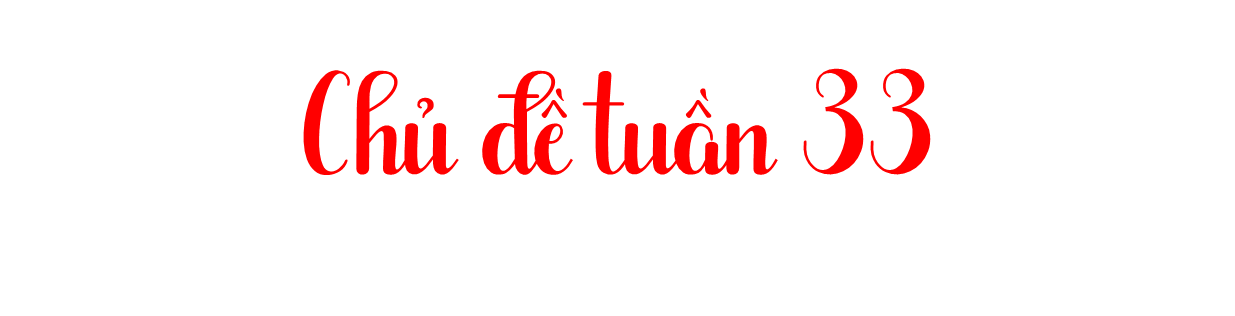 Chủ đề tuần 33